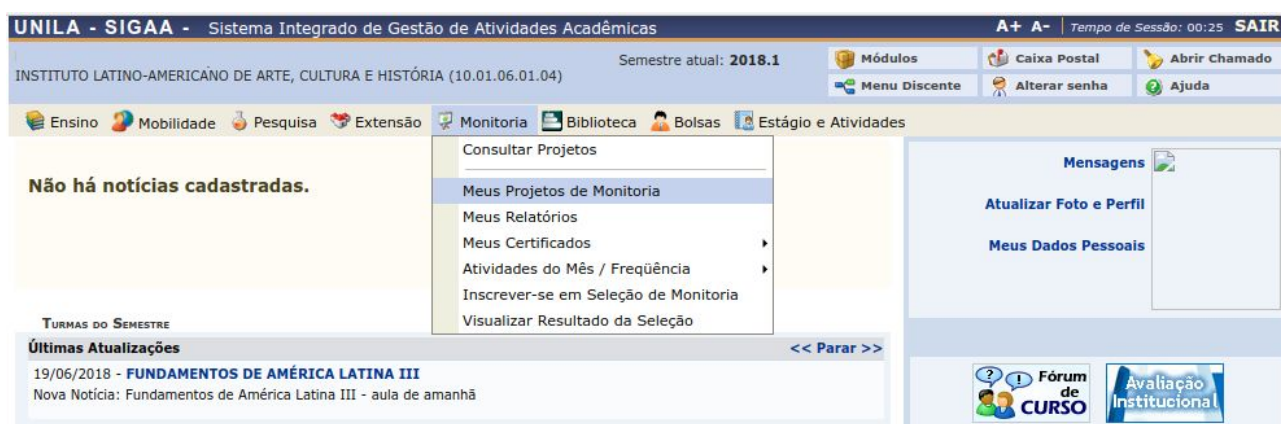 UNILA - SIGAA - Sistema Integrado de Gestão de Atividades Acadêmicas
A+ A- | Tempo de Sessão: 00:25 SAIR
INSTITUTO LATINO-AMERICANO DE ARTE, CULTURA E HISTÓRIA (10.01.06.01.04)
Semestre atual: 2018.1
Módulos
Caixa Postal
Abrir Chamado
Menu Discente
Alterar senha
Ajuda
Ensino Mobilidade Pesquisa Extensão Monitoria Biblioteca Bolsas Estágio e Atividades
Consultar Projetos
Meus Projetos de Monitoria
Meus Relatórios
Meus Certificados
Atividades do Mês / Freqüência
Inscrever-se em Seleção de Monitoria
Visualizar Resultado da Seleção
Não há notícias cadastradas.
Mensagens
Atualizar Foto e Perfil
Meus Dados Pessoais
Turmas do Semestre
Últimas Atualizações
<< Parar >>
19/06/2018 - FUNDAMENTOS DE AMÉRICA LATINA III
Nova Notícia: Fundamentos de América Latina III - aula de amanhã
Fórum
de
CURSO
Avaliação
Institucional